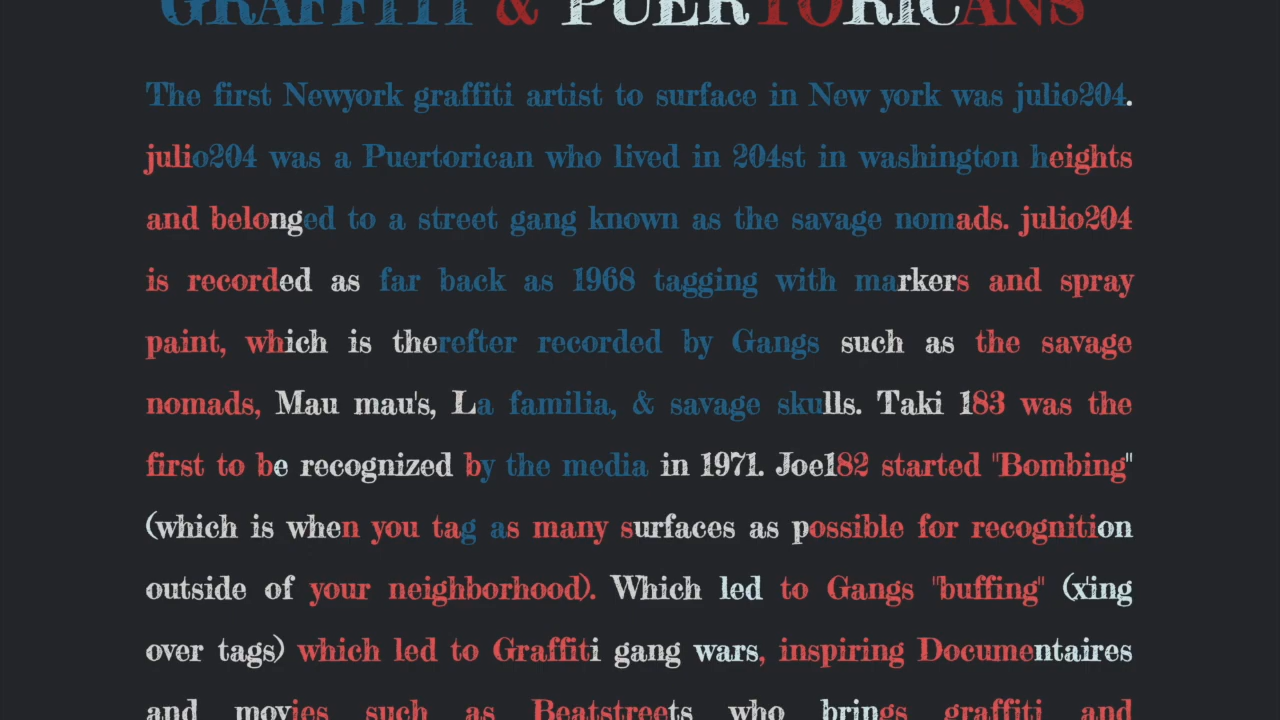 GRAFFITI & PUERTORICANS
The first Newyork graffiti artist to surface in New york was julio204.
julio204 was a Puertorican who lived in 204st in washington heights
and belonged to a street gang known as the savage nomads. julio204
is recorded as far back as 1968 tagging with markers and spray
paint, which is therefter recorded by Gangs such as the savage
nomads, Mau mau's, La familia, & savage skulls. Taki 183 was the
first to be recognized by the media in 1971. Joe182 started "Bombing"
(which is when you tag as many surfaces as possible for recognition
outside of your neighborhood). Which led to Gangs "buffing" (x'ing
over tags) which led to Graffiti gang wars, inspiring Documentaires
and movies such as Beatstreets who brings graffiti and